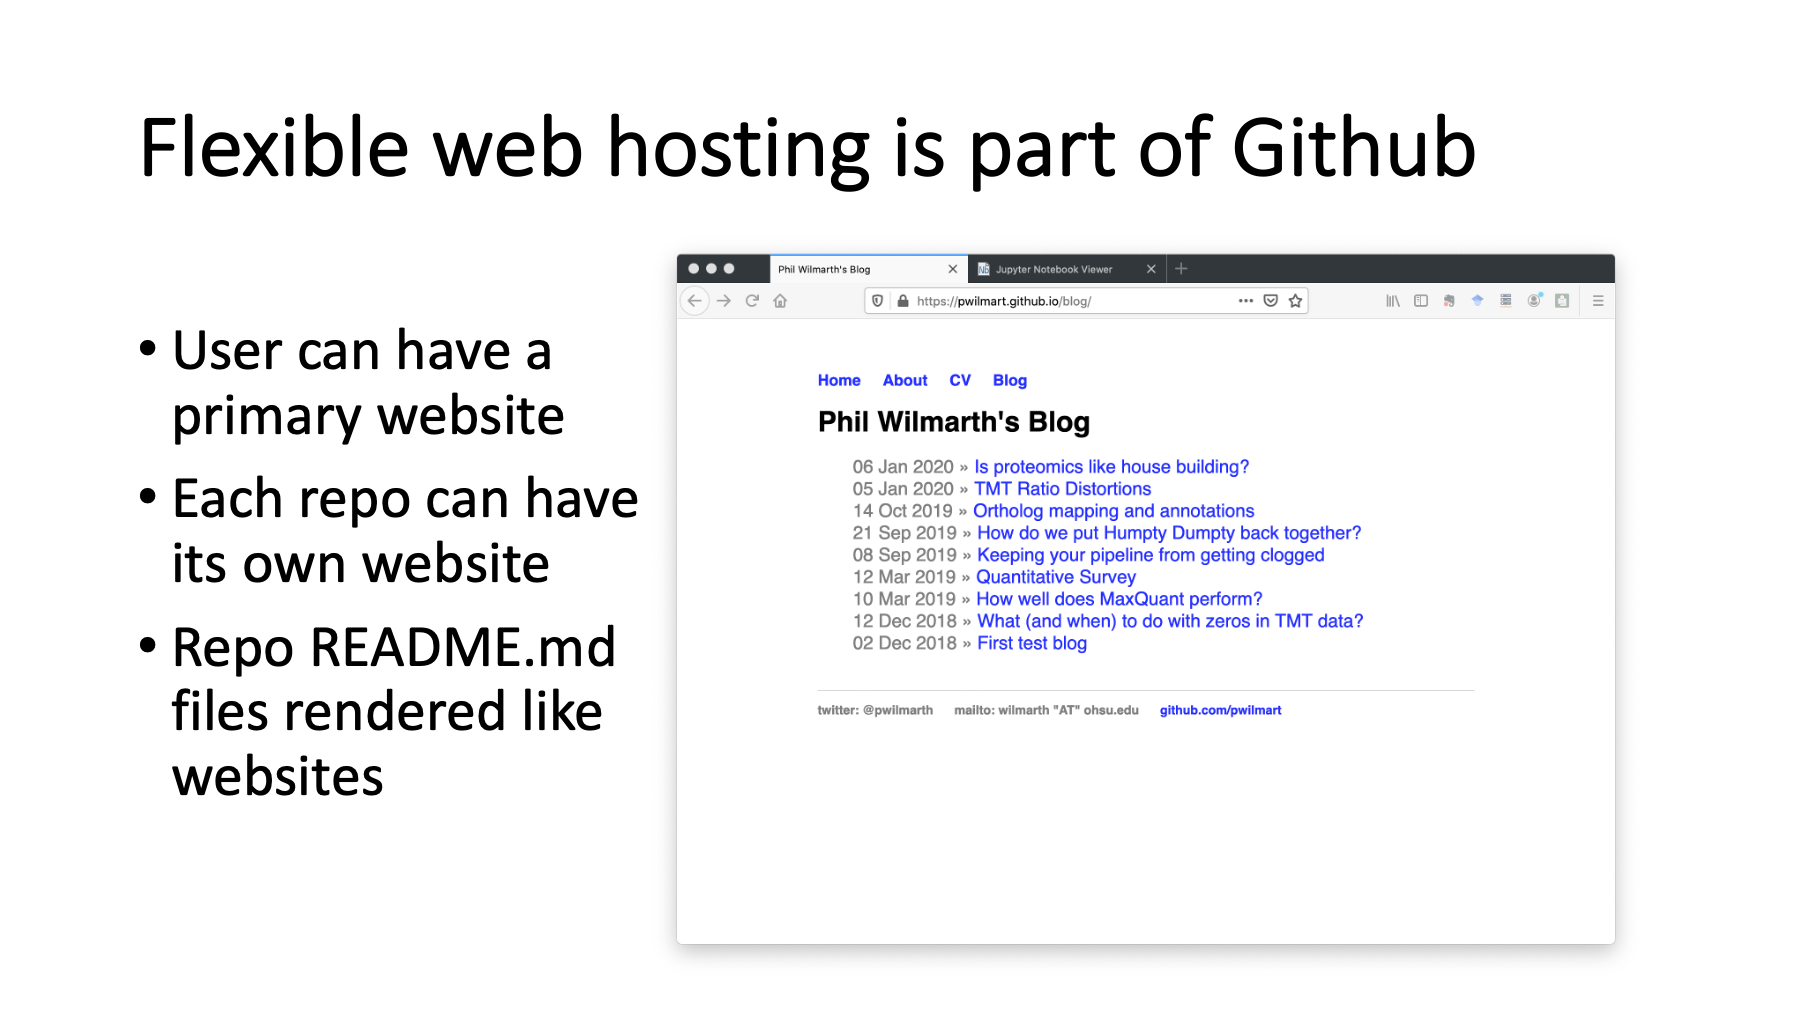 Flexible web hosting is part of Github
• User can have a
primary website
• Each repo can have
its own website
• Repo README.md
files rendered like
websites
Phil Wilmarth's Blog
Jupyter Notebook Viewer
https://pwilmart.github.io/blog/
Home About CV Blog
Phil Wilmarth's Blog
06 Jan 2020 » Is proteomics like house building?
05 Jan 2020 » TMT Ratio Distortions
14 Oct 2019 » Ortholog mapping and annotations
21 Sep 2019 » How do we put Humpty Dumpty back together?
08 Sep 2019 » Keeping your pipeline from getting clogged
12 Mar 2019 » Quantitative Survey
10 Mar 2019 » How well does MaxQuant perform?
12 Dec 2018 » What (and when) to do with zeros in TMT data?
02 Dec 2018 » First test blog
twitter: @pwilmarth mailto: wilmarth "AT" ohsu.edu github.com/pwilmart